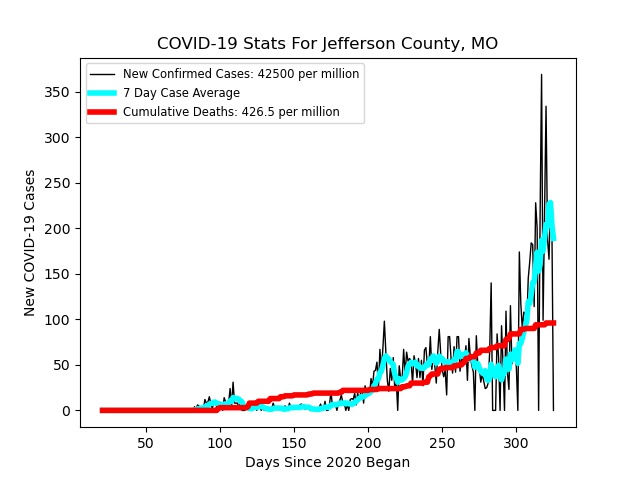 COVID-19 Stats For Jefferson County, MO
New Confirmed Cases: 42500 per million
7 Day Case Average
Cumulative Deaths: 426.5 per million
New COVID-19 Cases
350
300
250
200
150
100
50
0
50
100
150
200
250
300
Days Since 2020 Began